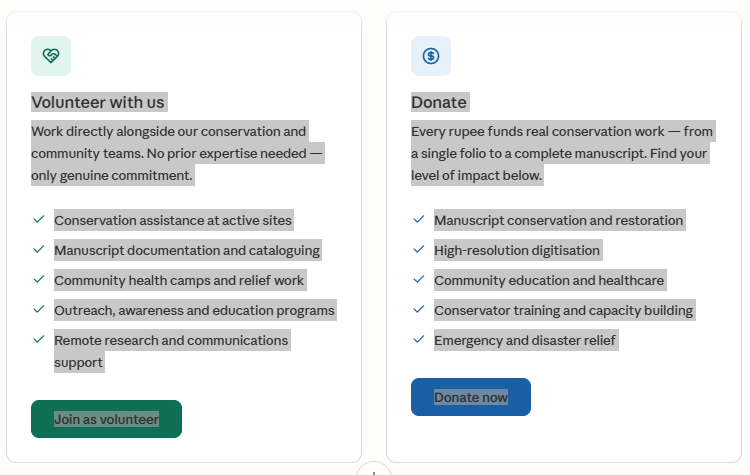 Volunteer with us
Work directly alongside our conservation and
community teams. No prior expertise needed —
only genuine commitment.
Conservation assistance at active sites
Manuscript documentation and cataloguing
Community health camps and relief work
Outreach, awareness and education programs
Remote research and communications
support
Join as volunteer
Donate
Every rupee funds real conservation work — from
a single folio to a complete manuscript. Find your
level of impact below.
Manuscript conservation and restoration
High-resolution digitisation
Community education and healthcare
Conservator training and capacity building
Emergency and disaster relief
Donate now